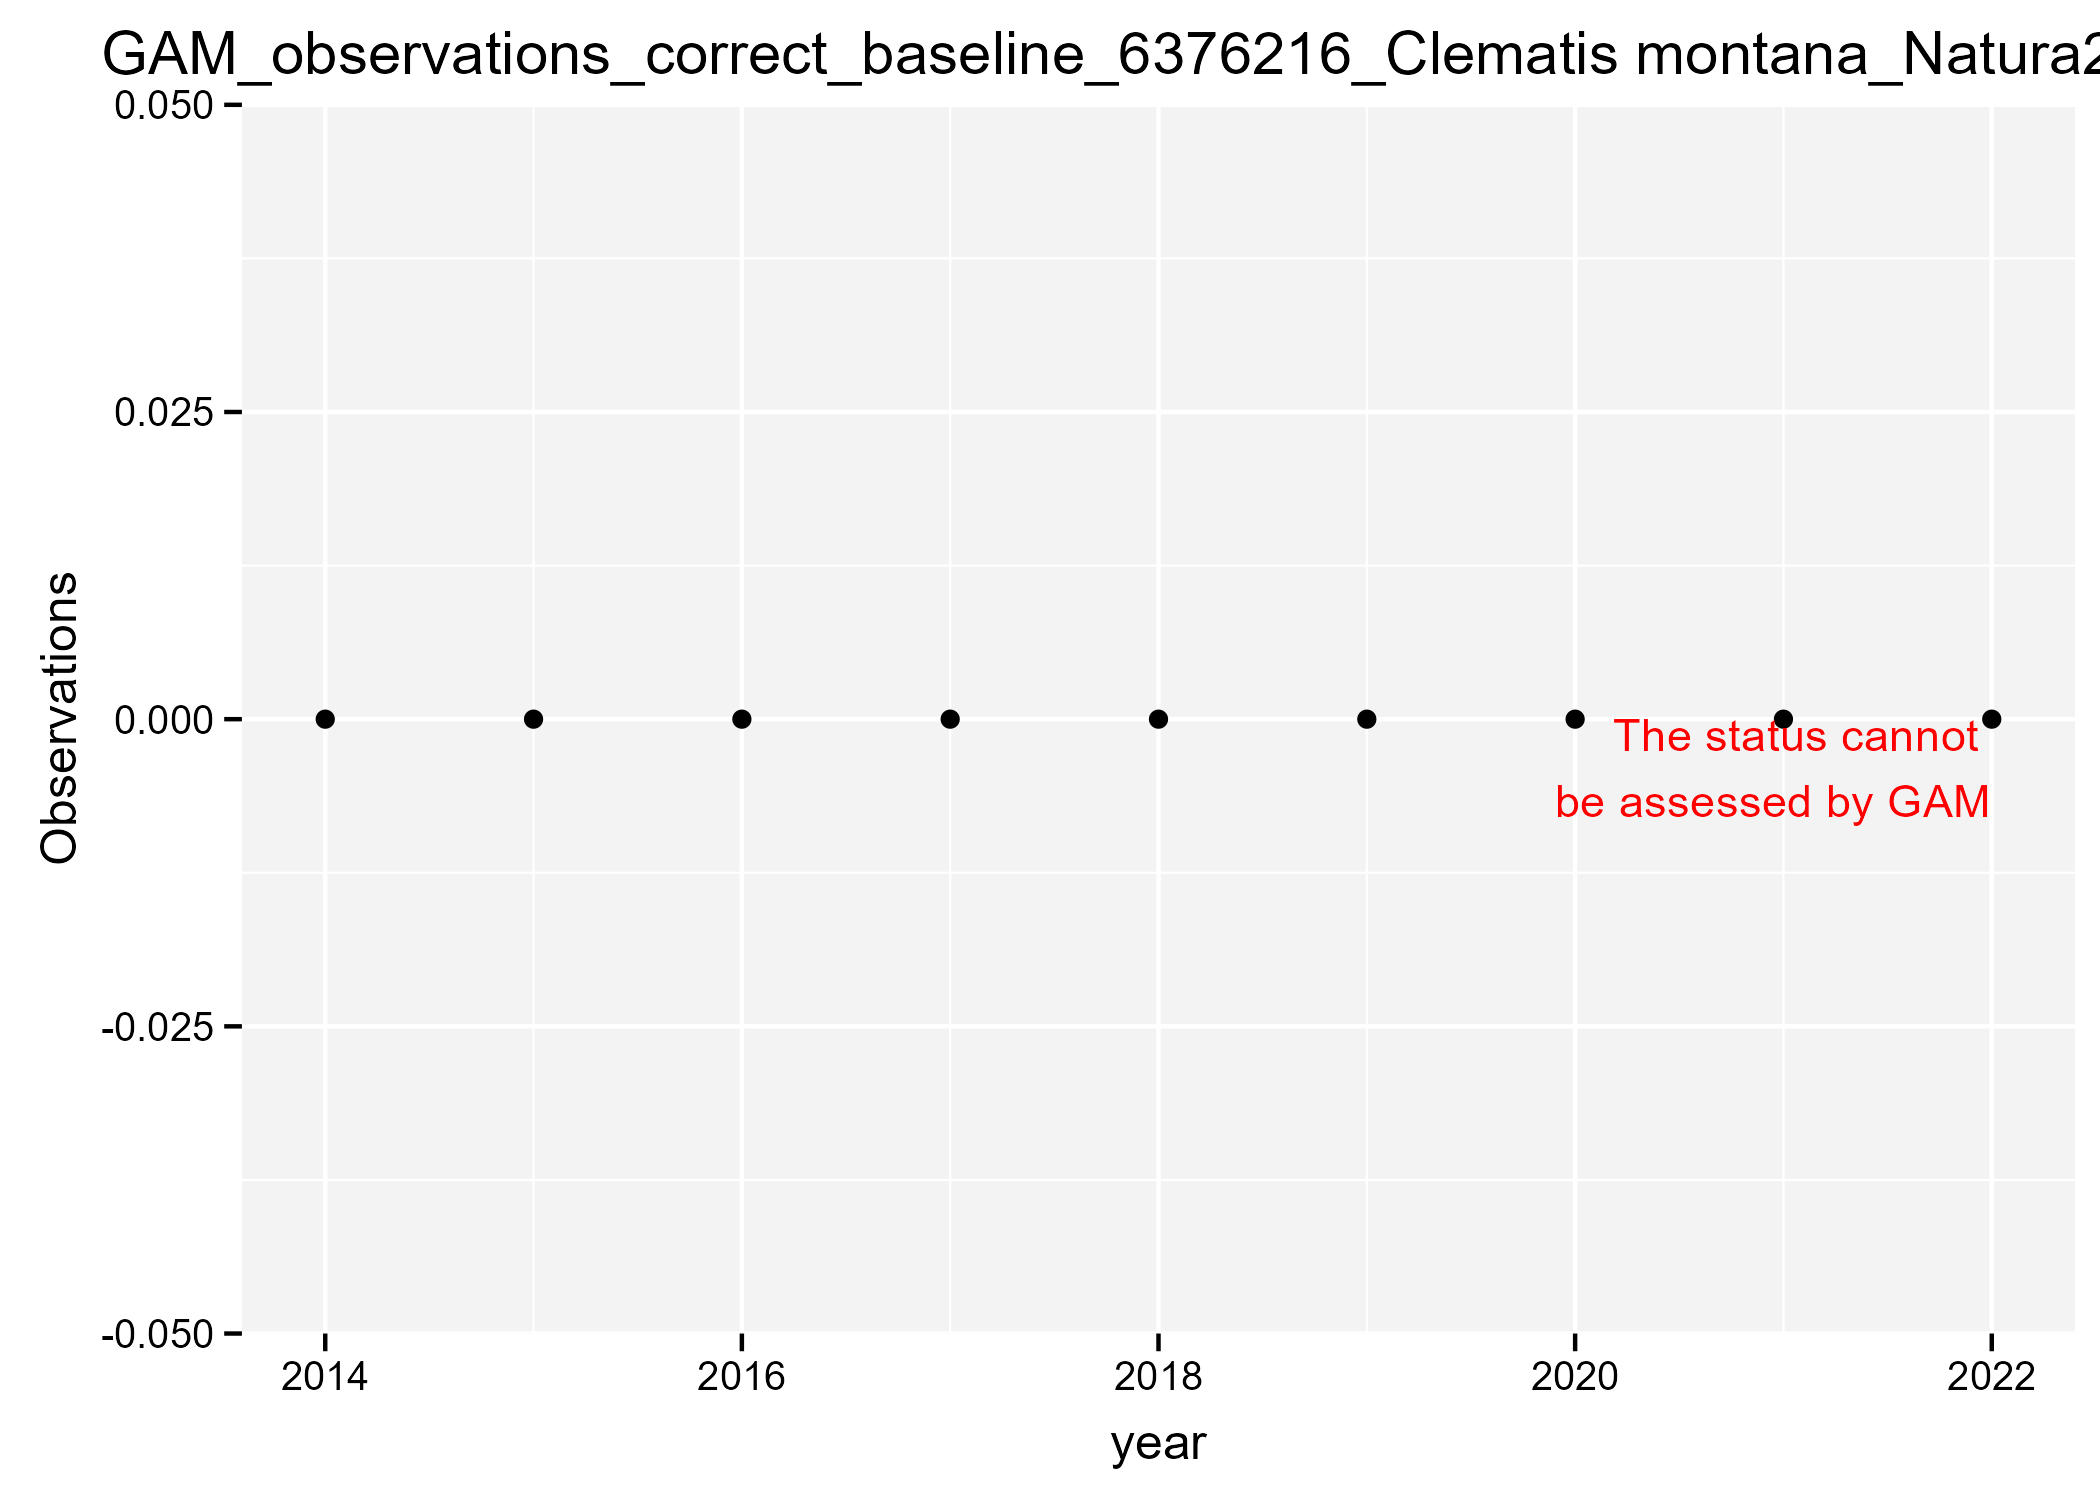 GAM_observations_correct_baseline_6376216_Clematis montana_Natura2
0.050
0.025
0.000
-0.025
-0.050
Observations
The status cannot
be assessed by GAM
2014 2016 2018 2020 2022
year